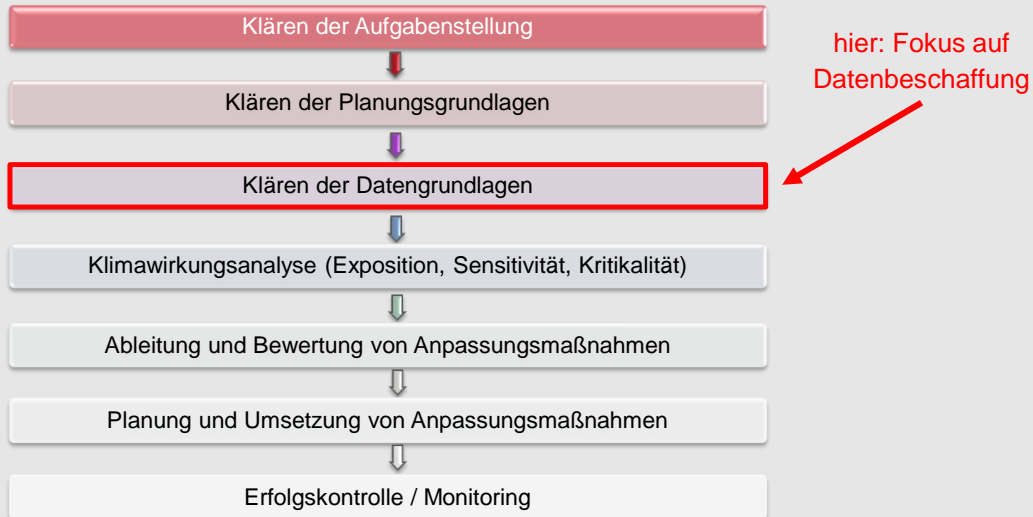 Klären der Aufgabenstellung
hier: Fokus auf
Datenbeschaffung
Klären der Planungsgrundlagen
Klären der Datengrundlagen
Klimawirkungsanalyse (Exposition, Sensitivität, Kritikalität)
Ableitung und Bewertung von Anpassungsmaßnahmen
Planung und Umsetzung von Anpassungsmaßnahmen
Erfolgskontrolle / Monitoring